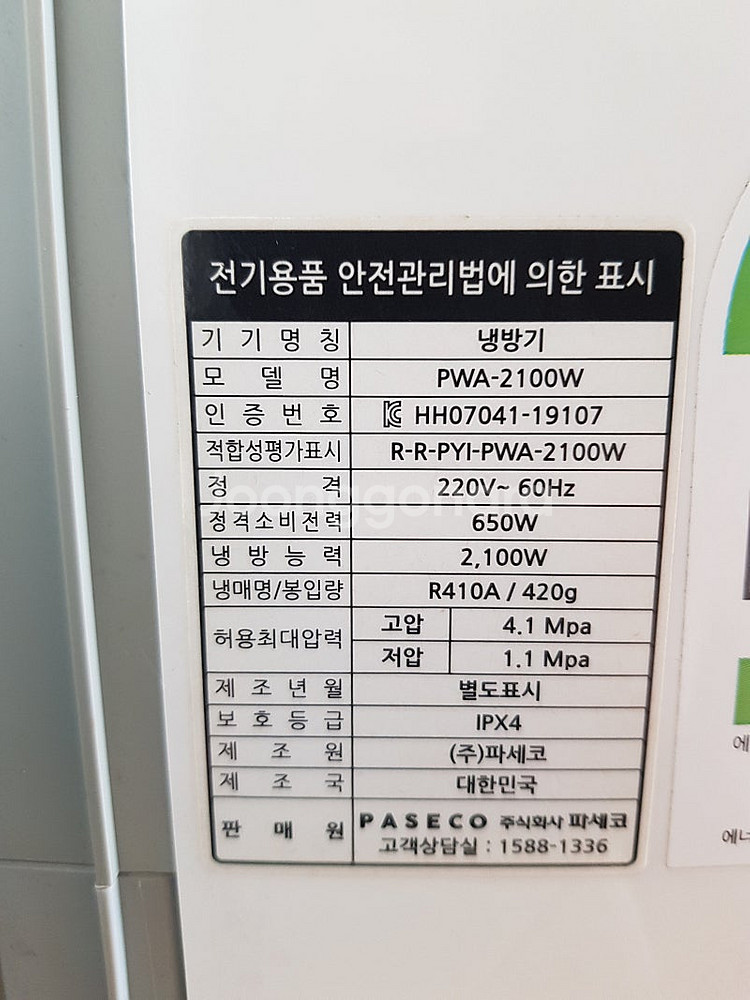 전기용품 안전관리법에 의한 표시
기기명칭 냉방기
모델명 PWA-2100W
인증번호 HH07041-19107
적합성평가표시 R-R-PYI-PWA-2100W
정격 220V~ 60Hz
정격소비전력 650W
냉방능력 2,100W
냉매명/봉입량 R410A / 420g
허용최대압력 고압 4.1 Mpa
저압 1.1 Mpa
제조년월 별도표시
보호등급 IPX4
제조원 (주)파세코
제조국 대한민국
판매원 PASECO 주식회사 파세코
고객상담실 : 1588-1336
joonggonara
에
에너